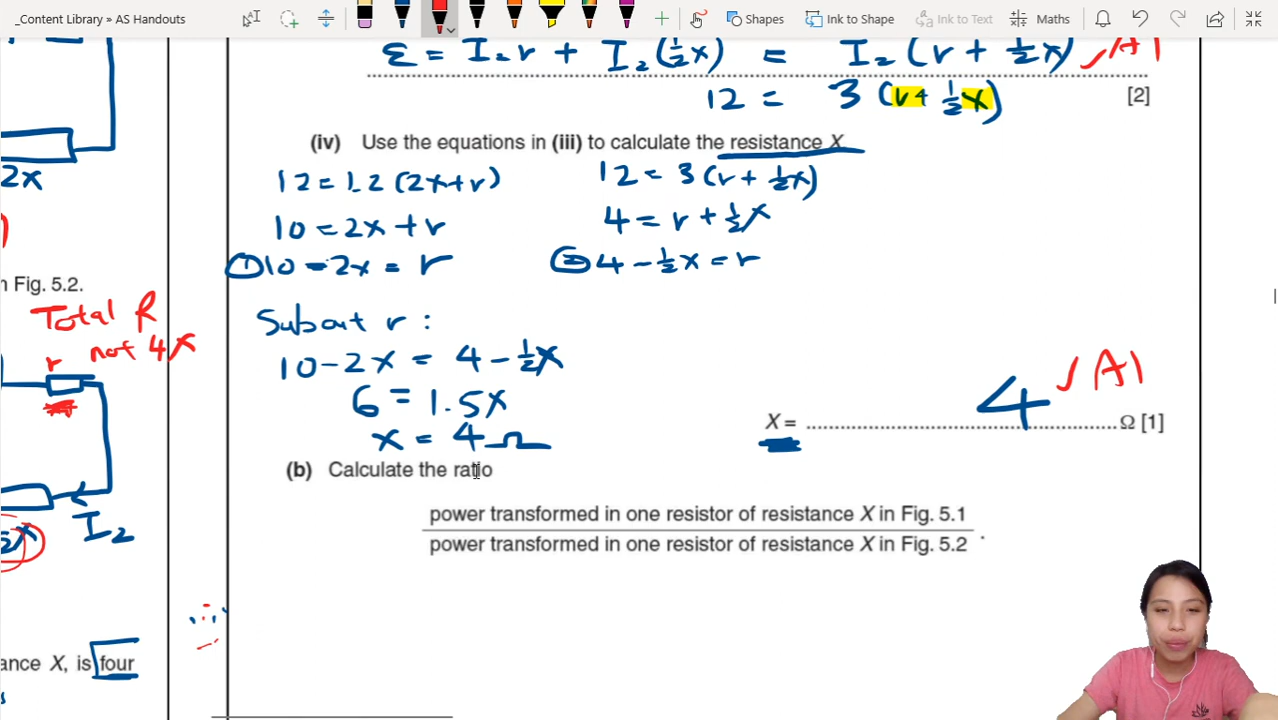 _Content Library » AS Handouts
Shapes
Ink to Shape
Ink to Text
Maths
ε = I₂r + I₂(½x) = I₂(r + ½x) ✓A1
12 = 3(r + ½x)
[2]
(iv) Use the equations in (iii) to calculate the resistance X
12 = 1.2(2x+r)
10 = 2x + r
① 10 - 2x = r
12 = 3(r + ½x)
4 = r + ½x
② 4 - ½x = r
r :
10 - 2x = 4 - ½x
6 = 1.5x
x = 4Ω
4 ✓A1
X = ........ Ω [1]
(b) Calculate the ratio
power transformed in one resistor of resistance X in Fig. 5.1
power transformed in one resistor of resistance X in Fig. 5.2 .
2x
n Fig. 5.2.
Total R
not 4x
r
I₂
ance X, is four